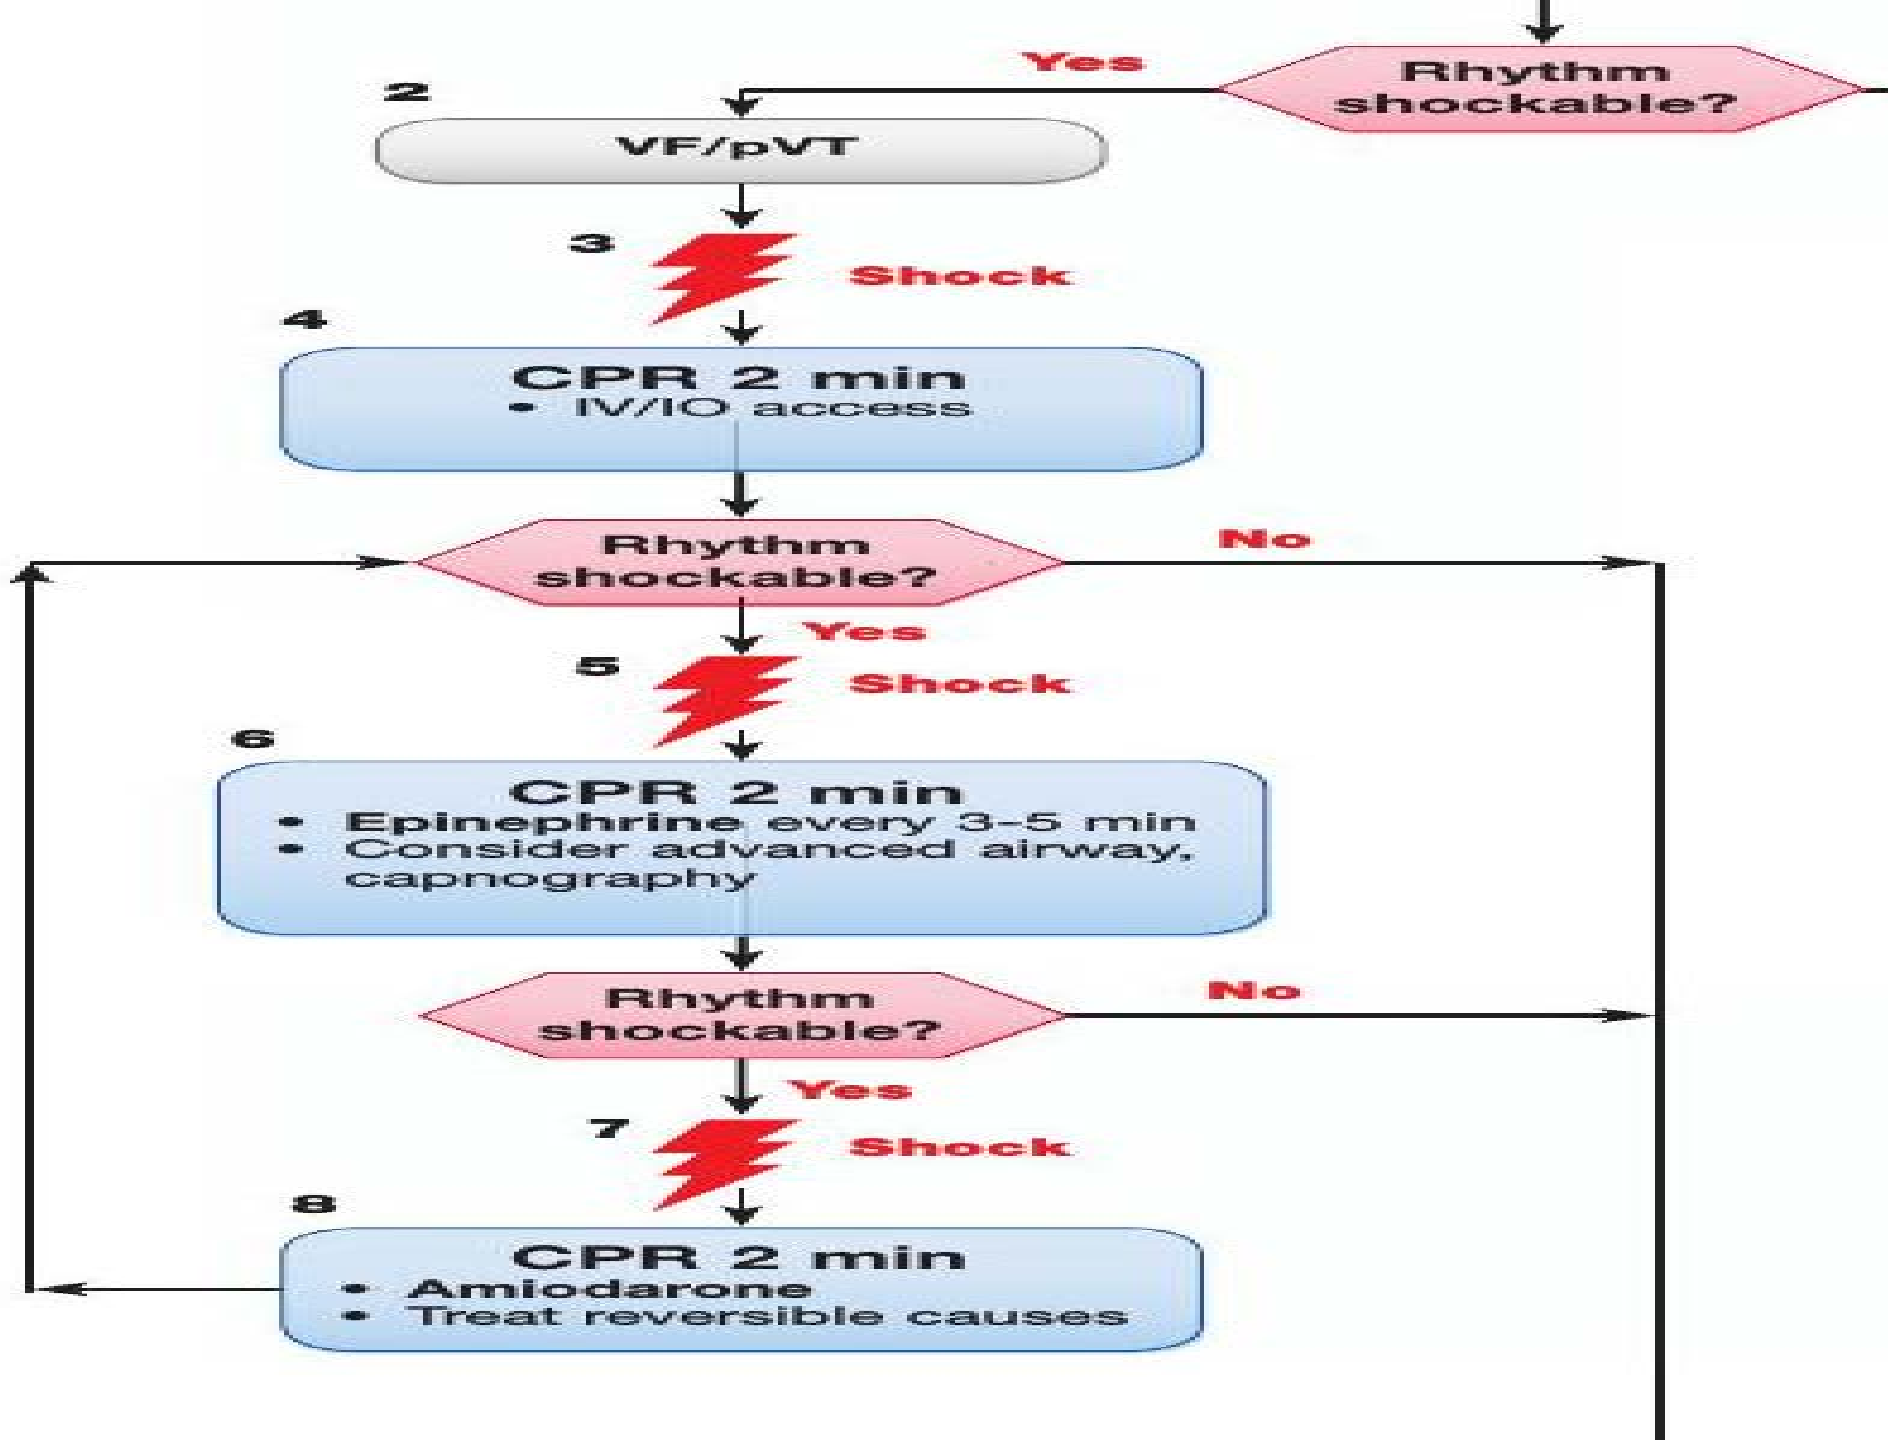 Yes
Rhythm
shockable?
2
VF/pVT
3
Shock
4
CPR 2 min
• IV/IO access
Rhythm
shockable?
No
Yes
5
Shock
6
CPR 2 min
• Epinephrine every 3–5 min
• Consider advanced airway,
capnography
Rhythm
shockable?
No
Yes
7
Shock
8
CPR 2 min
• Amiodarone
• Treat reversible causes